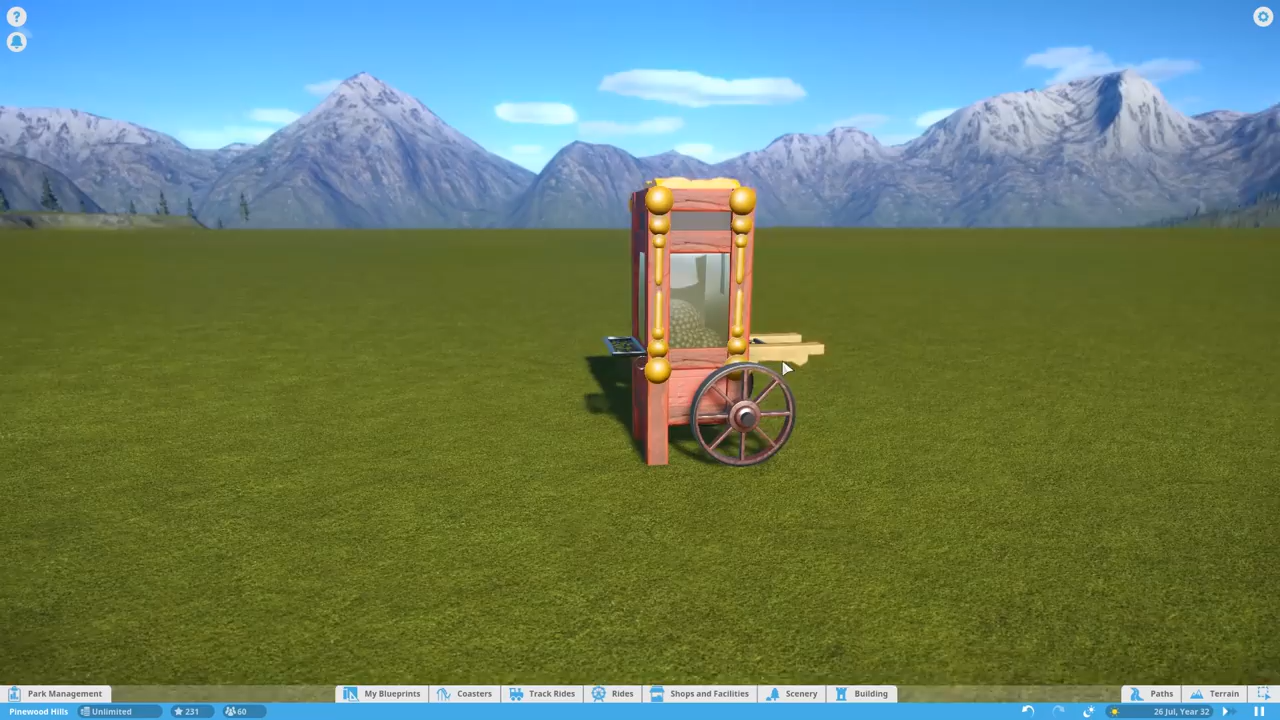 ?
Park Management
My Blueprints
Coasters
Track Rides
Rides
Shops and Facilities
Scenery
Building
Paths
Terrain
Pinewood Hills
Unlimited
231
60
26 Jul, Year 32